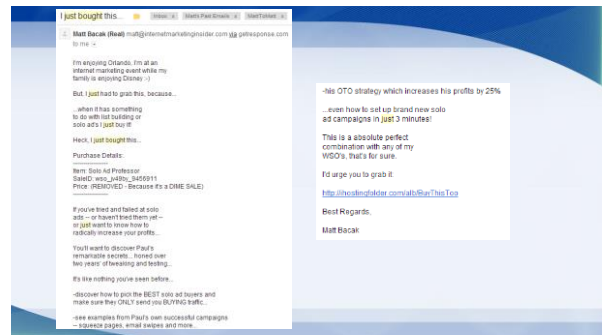 I just bought this...
Inbox x
Matt's Past Emails x
MattToMatt x
Matt Bacak (Real) matt@internetmarketinginsider.com via getresponse.com
to me
I'm enjoying Orlando, I'm at an
internet marketing event while my
family is enjoying Disney :-)
But, I just had to grab this, because...
...when it has something
to do with list building or
solo ad's I just buy it!
Heck, I just bought this...
Purchase Details:
Item: Solo Ad Professor
Price: (REMOVED - Because it's a DIME SALE)
If you've tried and failed at solo
ads -- or haven't tried them yet --
or just want to know how to
radically increase your profits...
You'll want to discover Paul's
remarkable secrets... honed over
two years' of tweaking and testing...
It's like nothing you've seen before...
-discover how to pick the BEST solo ad buyers and
make sure they ONLY send you BUYING traffic...
-see examples from Paul's own successful campaigns
-- squeeze pages, email swipes and more...
-his OTO strategy which increases his profits by 25%
...even how to set up brand new solo
ad campaigns in just 3 minutes!
This is a absolute perfect
combination with any of my
WSO's, that's for sure.
I'd urge you to grab it:
http://hostingfolder.com/alb/BuyThisToo
Best Regards,
Matt Bacak